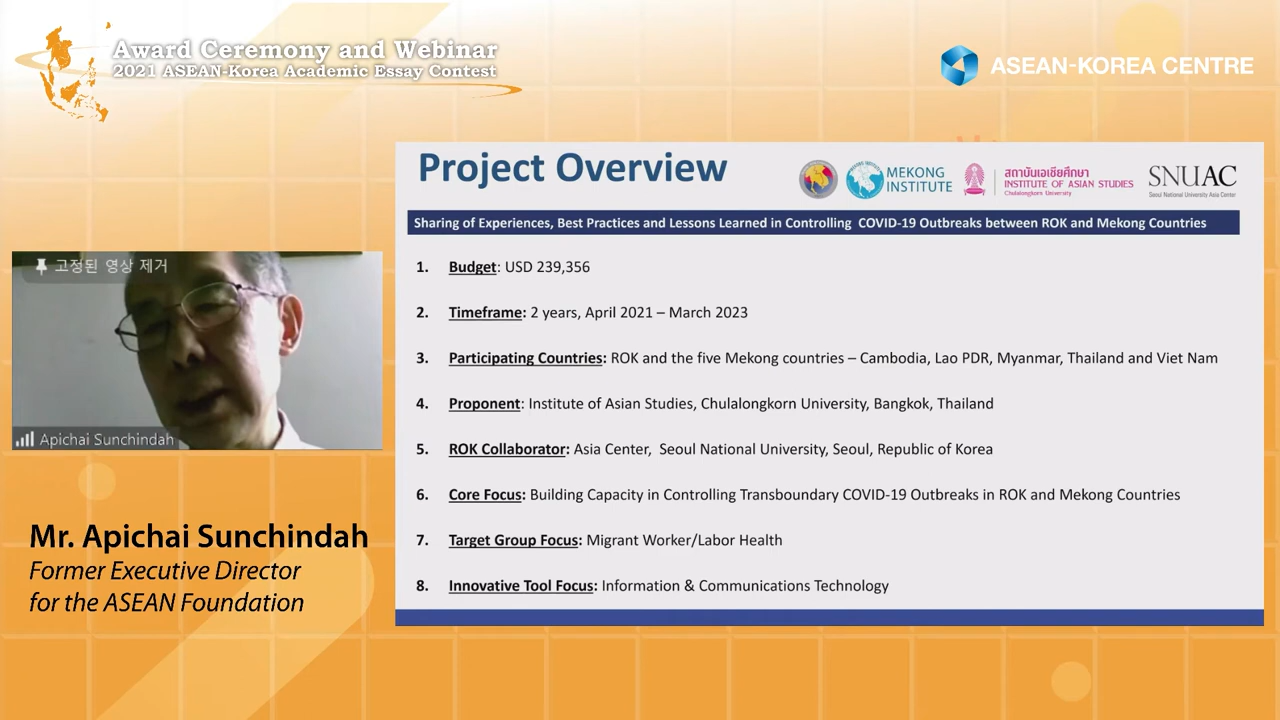 Award Ceremony and Webinar
2021 ASEAN-Korea Academic Essay Contest
ASEAN-KOREA CENTRE
Project Overview
MEKONG
INSTITUTE
สถาบันเอเชียศึกษา
INSTITUTE OF ASIAN STUDIES
Chulalongkorn University
SNUAC
Seoul National University Asia Center
Sharing of Experiences, Best Practices and Lessons Learned in Controlling COVID-19 Outbreaks between ROK and Mekong Countries
1. Budget: USD 239,356
2. Timeframe: 2 years, April 2021 – March 2023
3. Participating Countries: ROK and the five Mekong countries – Cambodia, Lao PDR, Myanmar, Thailand and Viet Nam
4. Proponent: Institute of Asian Studies, Chulalongkorn University, Bangkok, Thailand
5. ROK Collaborator: Asia Center, Seoul National University, Seoul, Republic of Korea
6. Core Focus: Building Capacity in Controlling Transboundary COVID-19 Outbreaks in ROK and Mekong Countries
7. Target Group Focus: Migrant Worker/Labor Health
8. Innovative Tool Focus: Information & Communications Technology
고정된 영상 제거
Apichai Sunchindah
Mr. Apichai Sunchindah
Former Executive Director
for the ASEAN Foundation